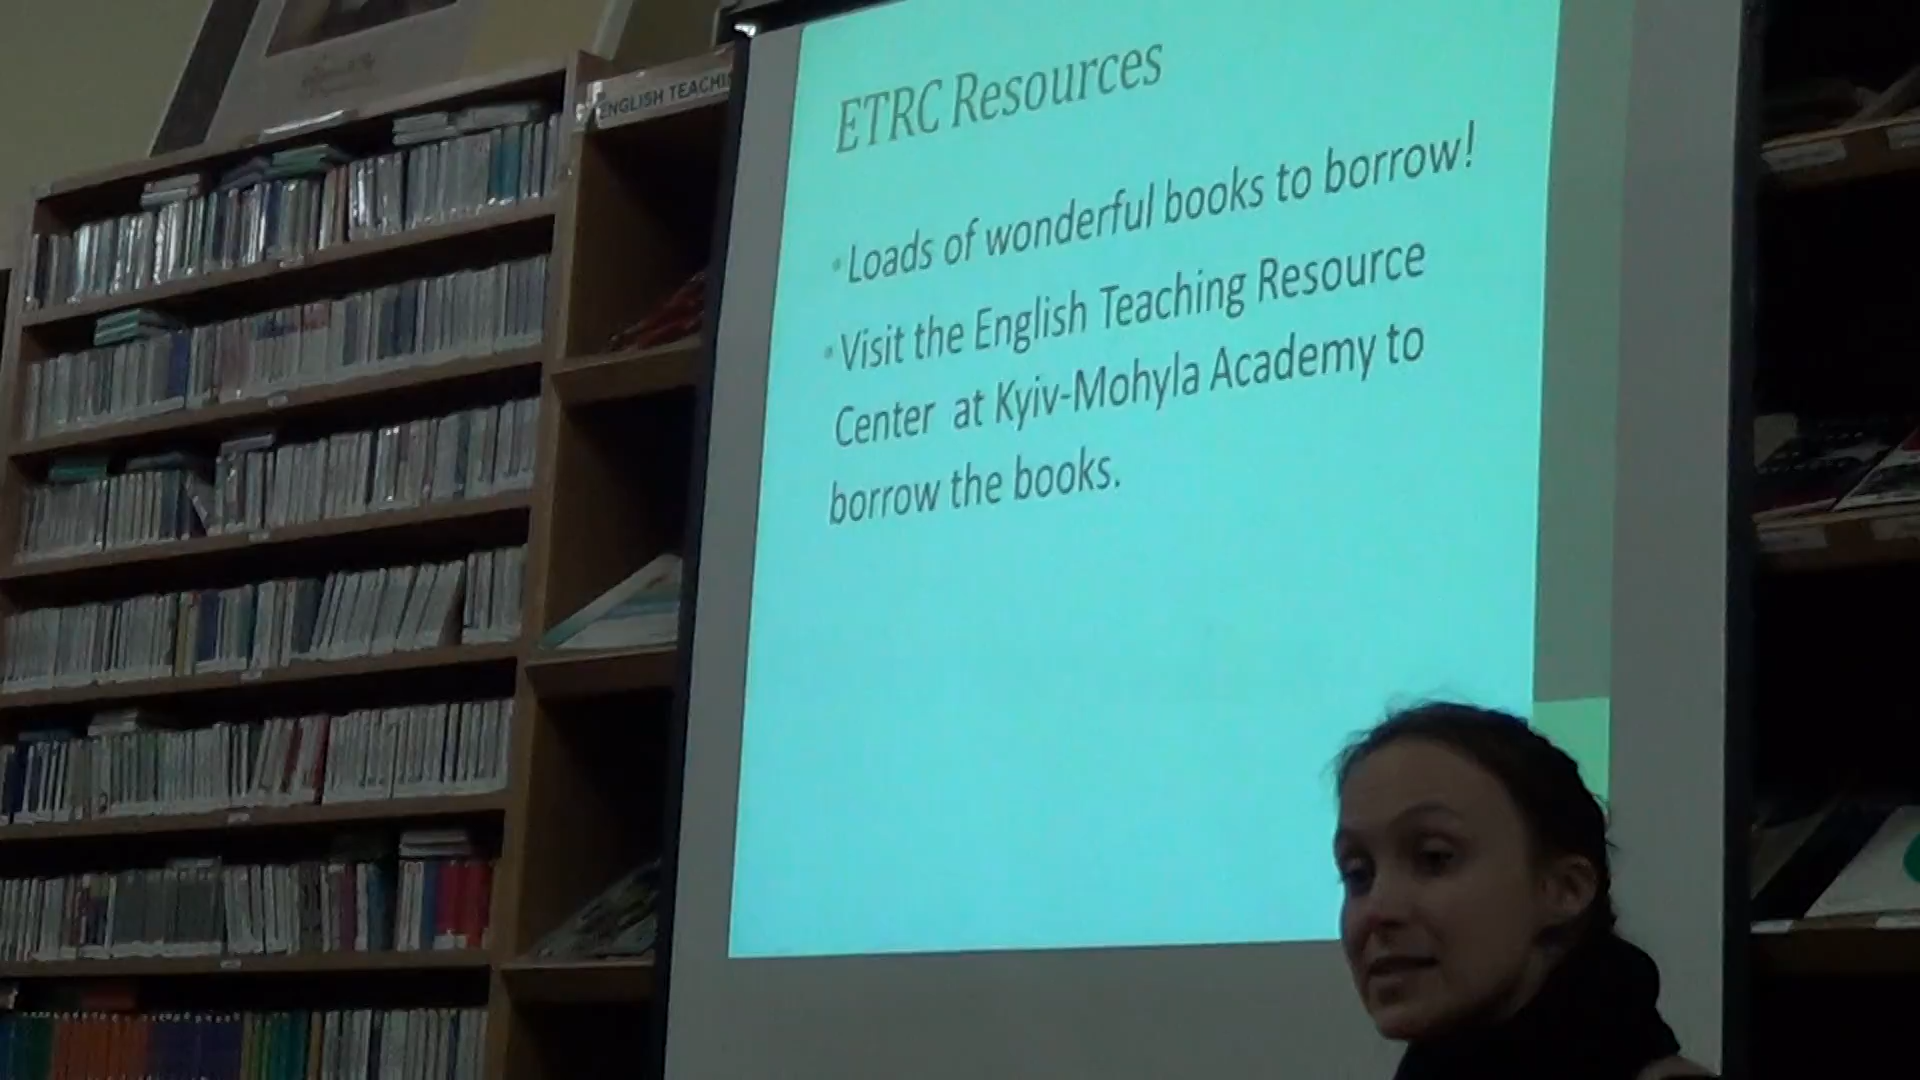 ENGLISH TEACHI
ETRC Resources
Loads of wonderful books to borrow!
Visit the English Teaching Resource
Center at Kyiv-Mohyla Academy to
borrow the books.